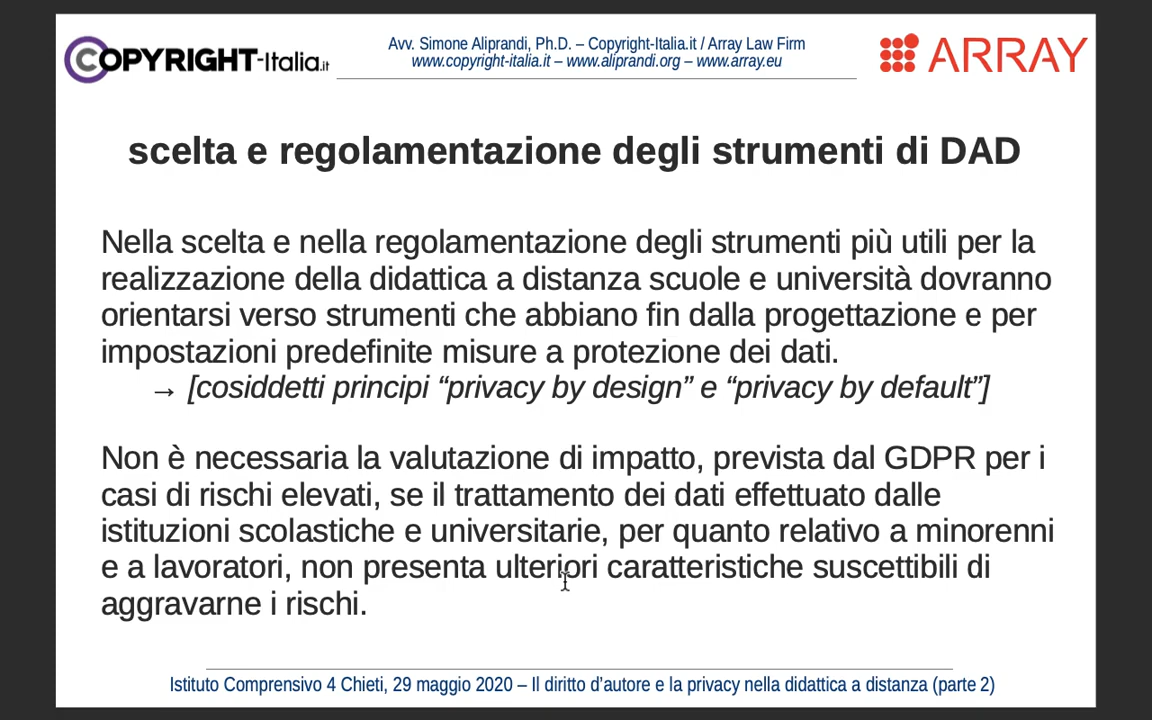 COPYRIGHT-Italia.it
Avv. Simone Aliprandi, Ph.D. – Copyright-Italia.it / Array Law Firm
www.copyright-italia.it – www.aliprandi.org – www.array.eu
ARRAY
scelta e regolamentazione degli strumenti di DAD
Nella scelta e nella regolamentazione degli strumenti più utili per la
realizzazione della didattica a distanza scuole e università dovranno
orientarsi verso strumenti che abbiano fin dalla progettazione e per
impostazioni predefinite misure a protezione dei dati.
→ [cosiddetti principi “privacy by design” e “privacy by default”]
Non è necessaria la valutazione di impatto, prevista dal GDPR per i
casi di rischi elevati, se il trattamento dei dati effettuato dalle
istituzioni scolastiche e universitarie, per quanto relativo a minorenni
e a lavoratori, non presenta ulteriori caratteristiche suscettibili di
aggravarne i rischi.
Istituto Comprensivo 4 Chieti, 29 maggio 2020 – Il diritto d’autore e la privacy nella didattica a distanza (parte 2)